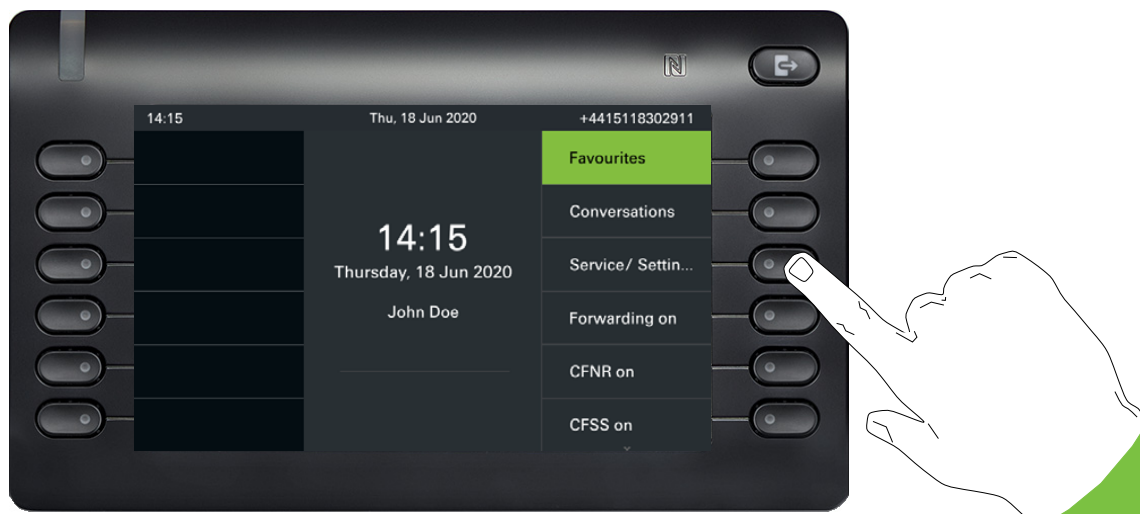 14:15 Thu, 18 Jun 2020 +4415118302911
Favourites
Conversations
14:15
Thursday, 18 Jun 2020
Service/ Settin...
John Doe
Forwarding on
CFNR on
CFSS on